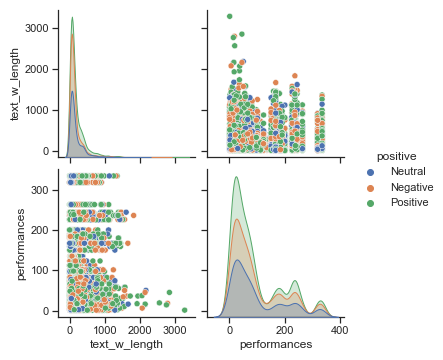 text_w_length
3000
2000
1000
0
positive
Neutral
Negative
Positive
performances
300
200
100
0
0 1000 2000 3000
text_w_length
0 200 400
performances